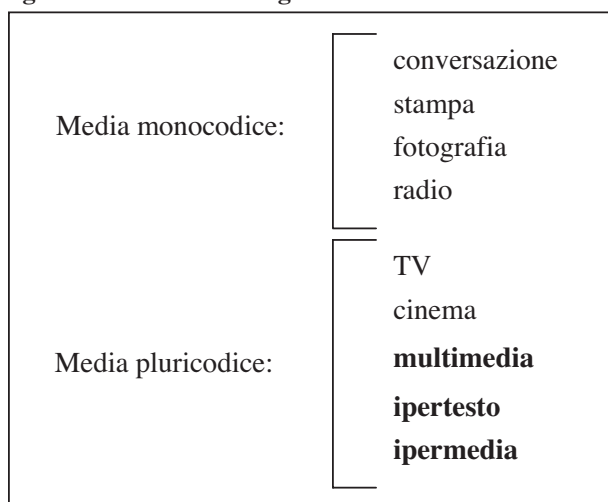 Media monocodice:
conversazione
stampa
fotografia
radio
Media pluricodice:
TV
cinema
multimedia
ipertesto
ipermedia